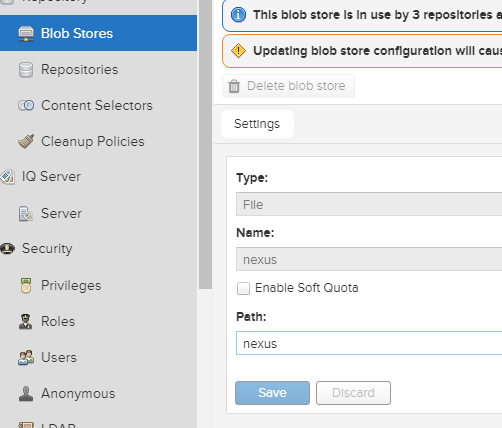 Repository
Blob Stores
Repositories
Content Selectors
Cleanup Policies
IQ Server
Server
Security
Privileges
Roles
Users
Anonymous
LDAP
This blob store is in use by 3 repositories a
Updating blob store configuration will caus
Delete blob store
Settings
Type:
File
Name:
nexus
Enable Soft Quota
Path:
nexus
Save
Discard